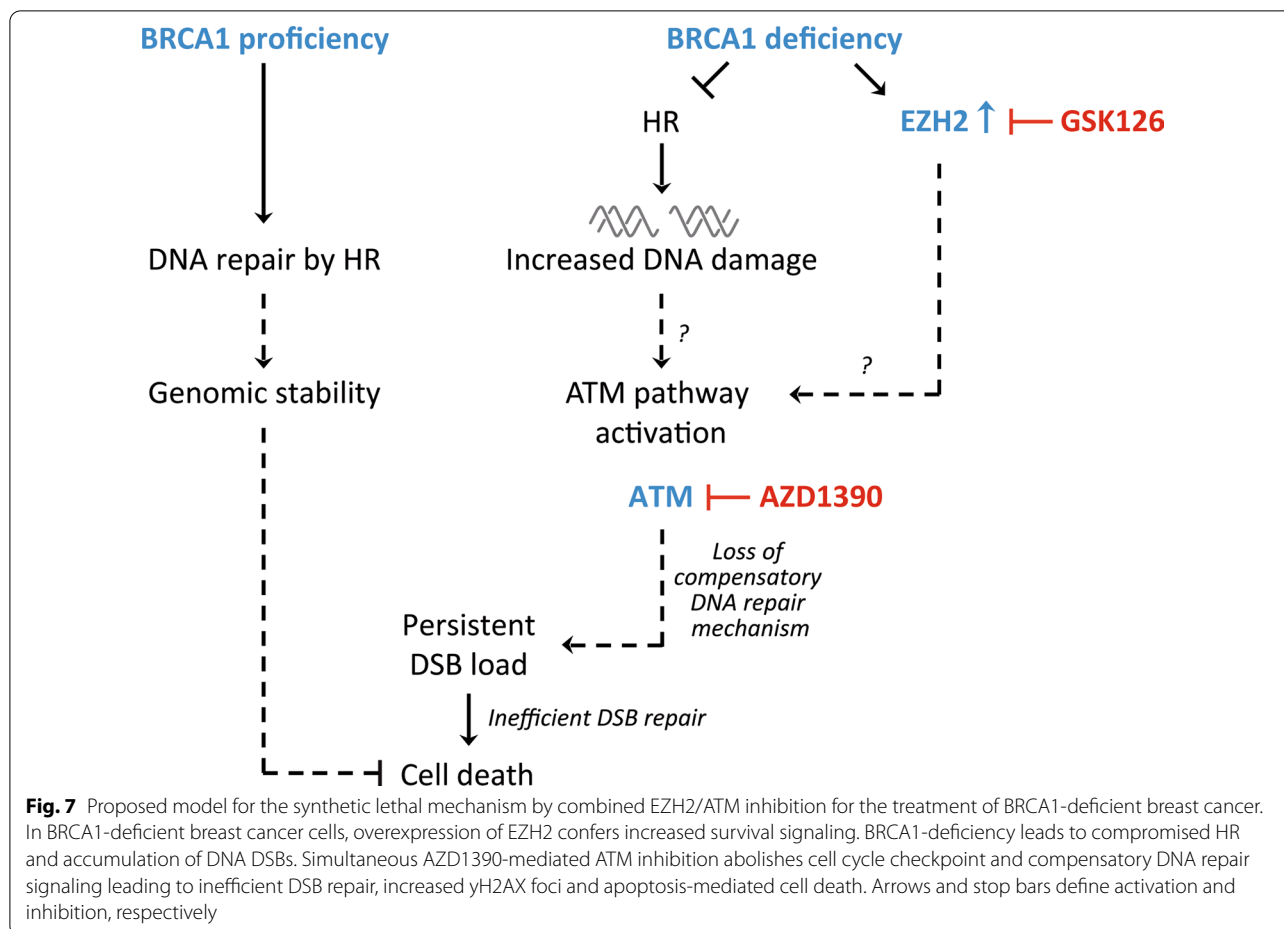 BRCA1 proficiency
BRCA1 deficiency
HR
EZH2 ↑
GSK126
DNA repair by HR
Increased DNA damage
?
Genomic stability
ATM pathway
activation
?
ATM
AZD1390
Loss of
compensatory
DNA repair
mechanism
Persistent
DSB load
Inefficient DSB repair
Cell death
Fig. 7 Proposed model for the synthetic lethal mechanism by combined EZH2/ATM inhibition for the treatment of BRCA1-deficient breast cancer.
In BRCA1-deficient breast cancer cells, overexpression of EZH2 confers increased survival signaling. BRCA1-deficiency leads to compromised HR
and accumulation of DNA DSBs. Simultaneous AZD1390-mediated ATM inhibition abolishes cell cycle checkpoint and compensatory DNA repair
signaling leading to inefficient DSB repair, increased yH2AX foci and apoptosis-mediated cell death. Arrows and stop bars define activation and
inhibition, respectively